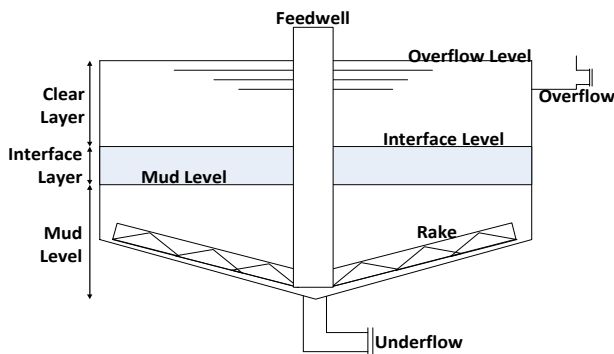 Feedwell
Overflow Level
Clear
Layer
Overflow
Interface Level
Interface
Layer
Mud Level
Mud
Level
Rake
Underflow